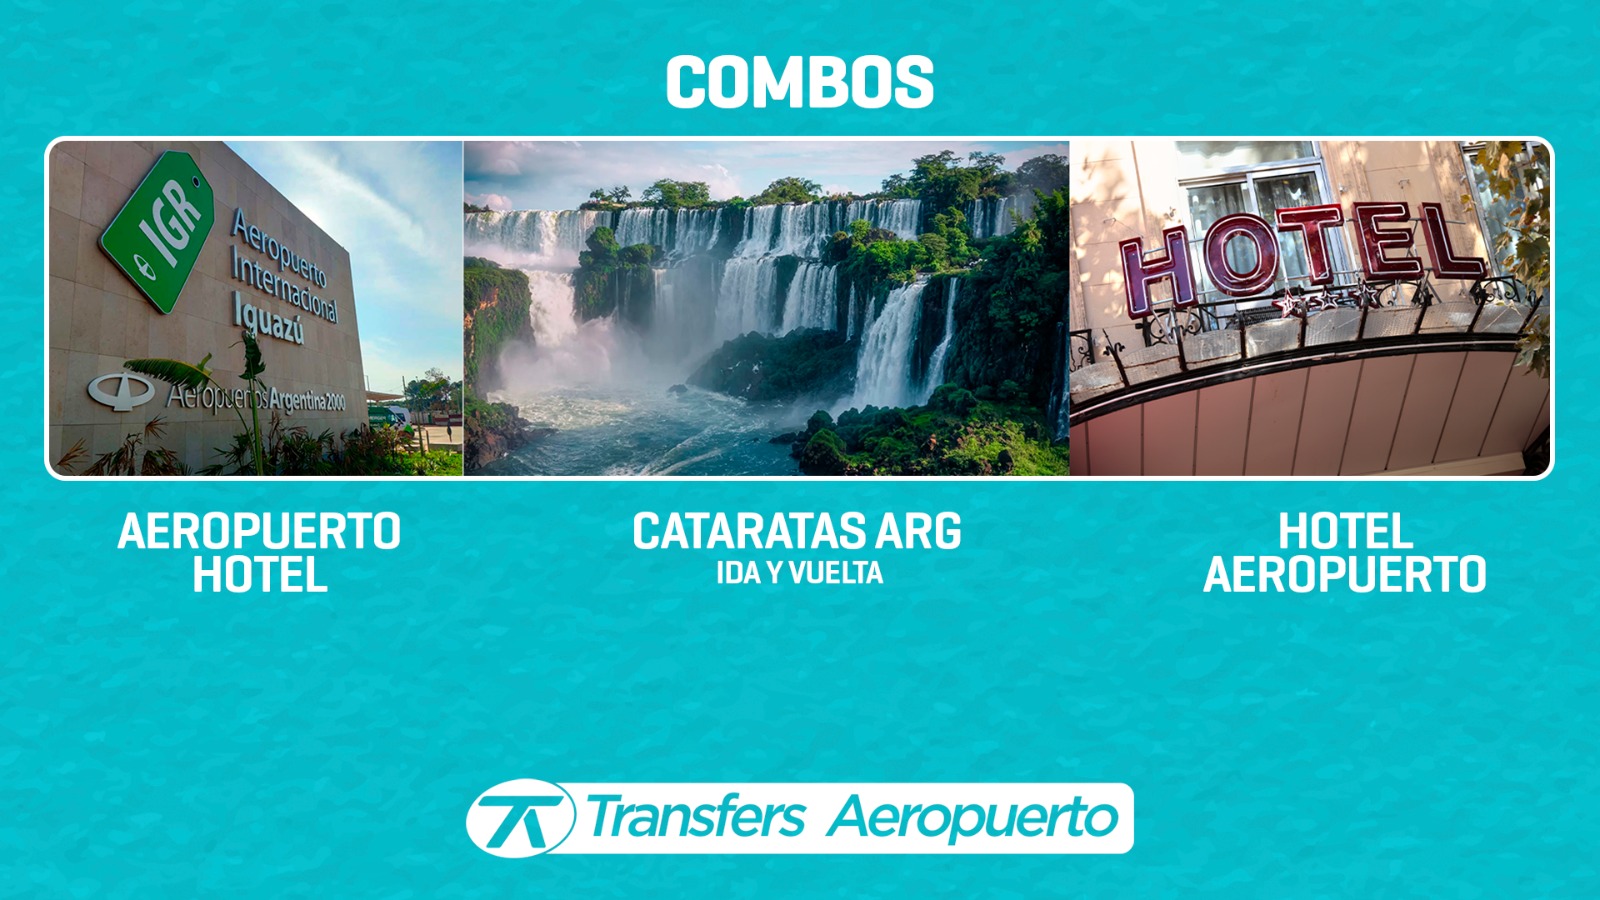 COMBOS
IGR
Aeropuerto
Internacional
Iguazú
Aeropuertos Argentina 2000
HOTEL
AEROPUERTO
HOTEL
CATARATAS ARG
IDA Y VUELTA
HOTEL
AEROPUERTO
TA Transfers Aeropuerto